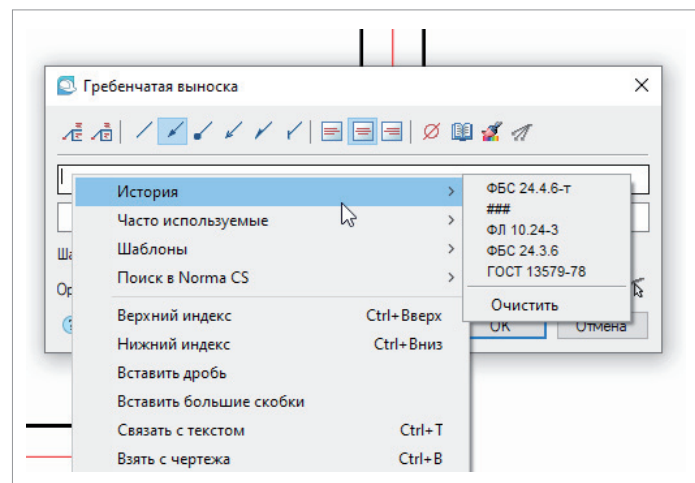 Гребенчатая выноска
История
ФБС 24.4.6-т
###
ФЛ 10.24-3
ФБС 24.3.6
ГОСТ 13579-78
Очистить
Часто используемые
Шаблоны
Поиск в Norma CS
Верхний индекс Ctrl+Вверх
Нижний индекс Ctrl+Вниз
Вставить дробь
Вставить большие скобки
Связать с текстом Ctrl+T
Взять с чертежа Ctrl+B
OK Отмена